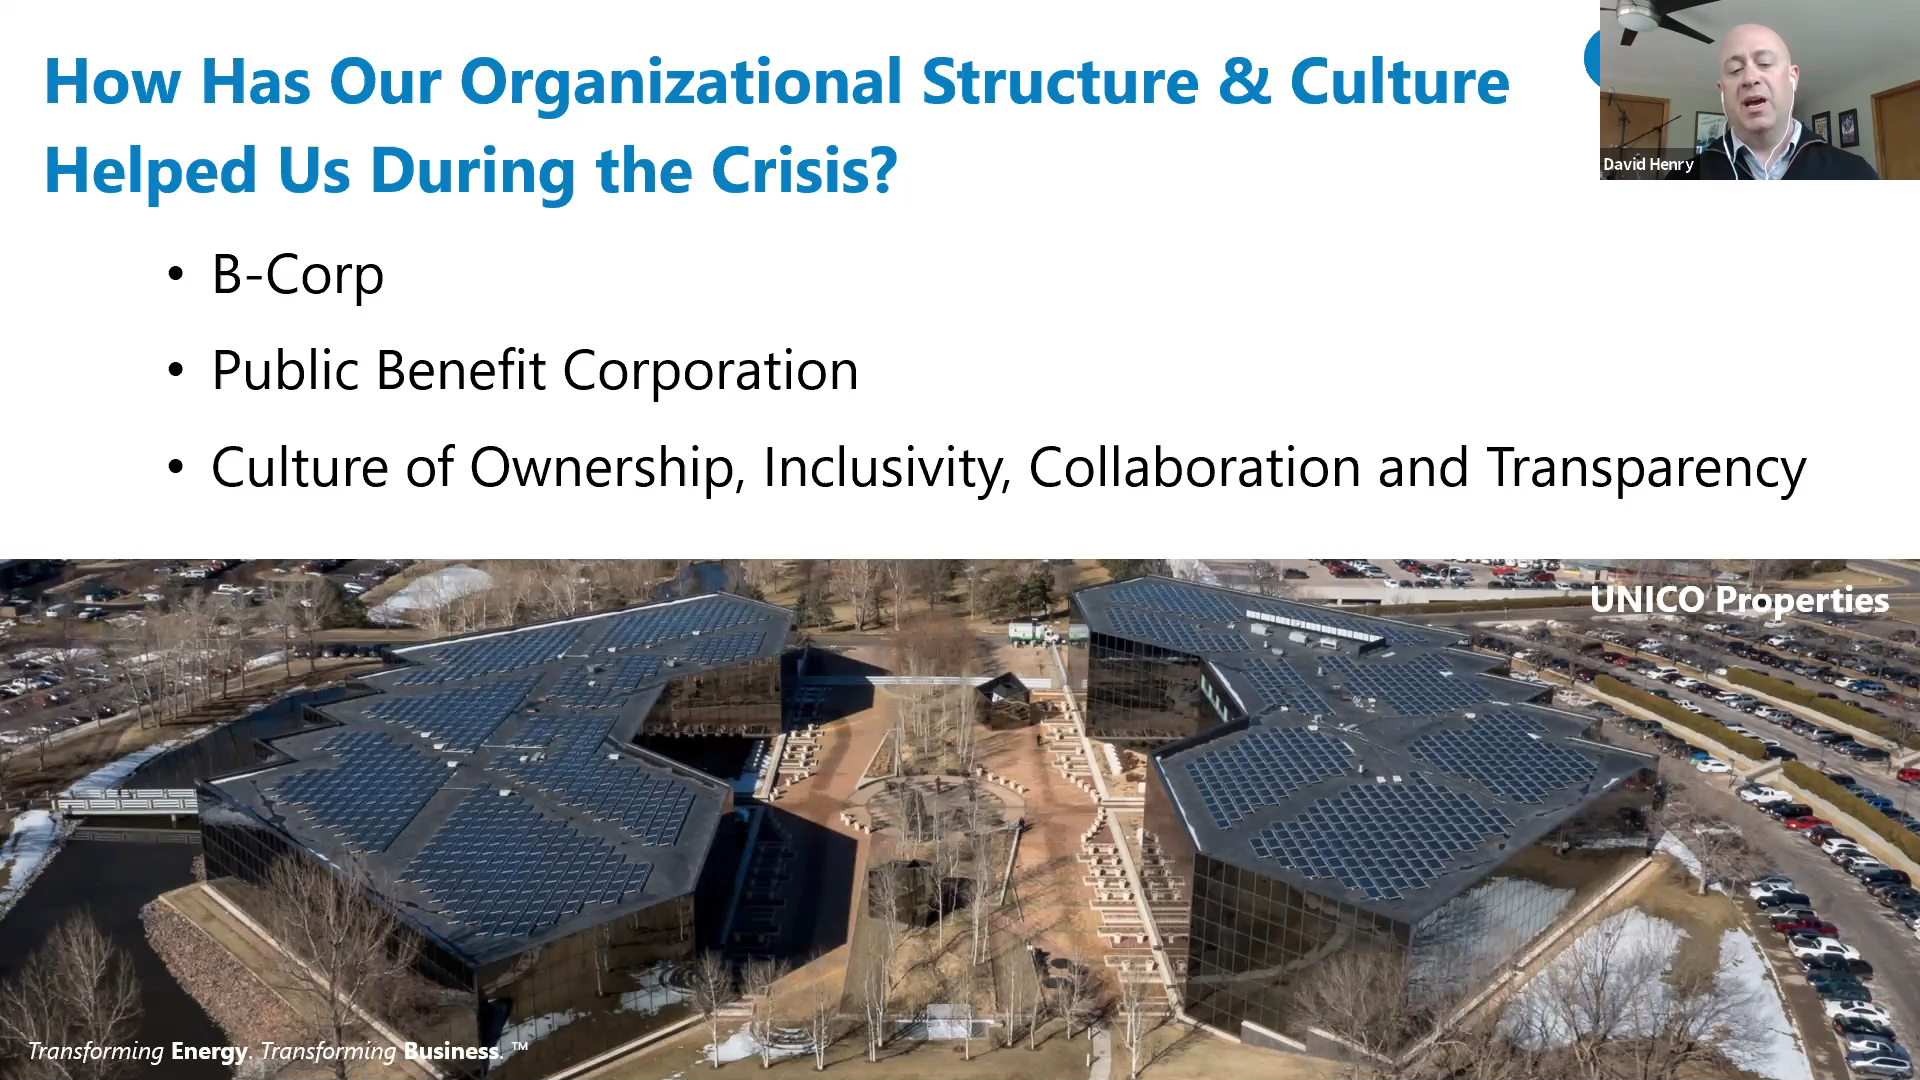 How Has Our Organizational Structure & Culture
Helped Us During the Crisis?
David Henry
• B-Corp
• Public Benefit Corporation
• Culture of Ownership, Inclusivity, Collaboration and Transparency
UNICO Properties
Transforming Energy. Transforming Business.™